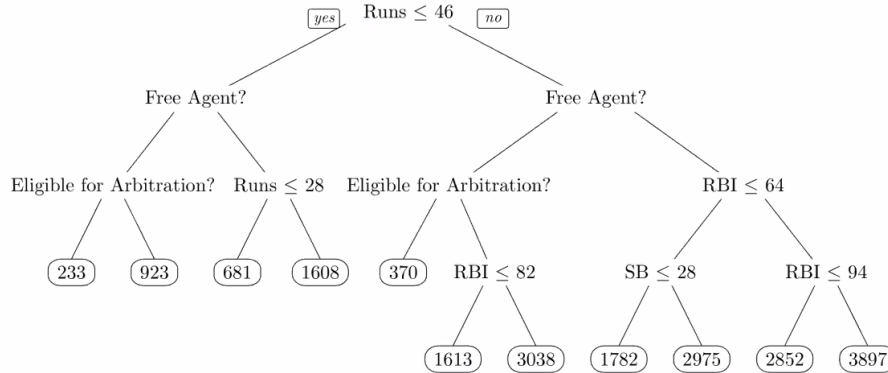 yes Runs ≤ 46 no
Free Agent? Free Agent?
Eligible for Arbitration? Runs ≤ 28 Eligible for Arbitration? RBI ≤ 64
233 923 681 1608 370 RBI ≤ 82 SB ≤ 28 RBI ≤ 94
1613 3038 1782 2975 2852 3897